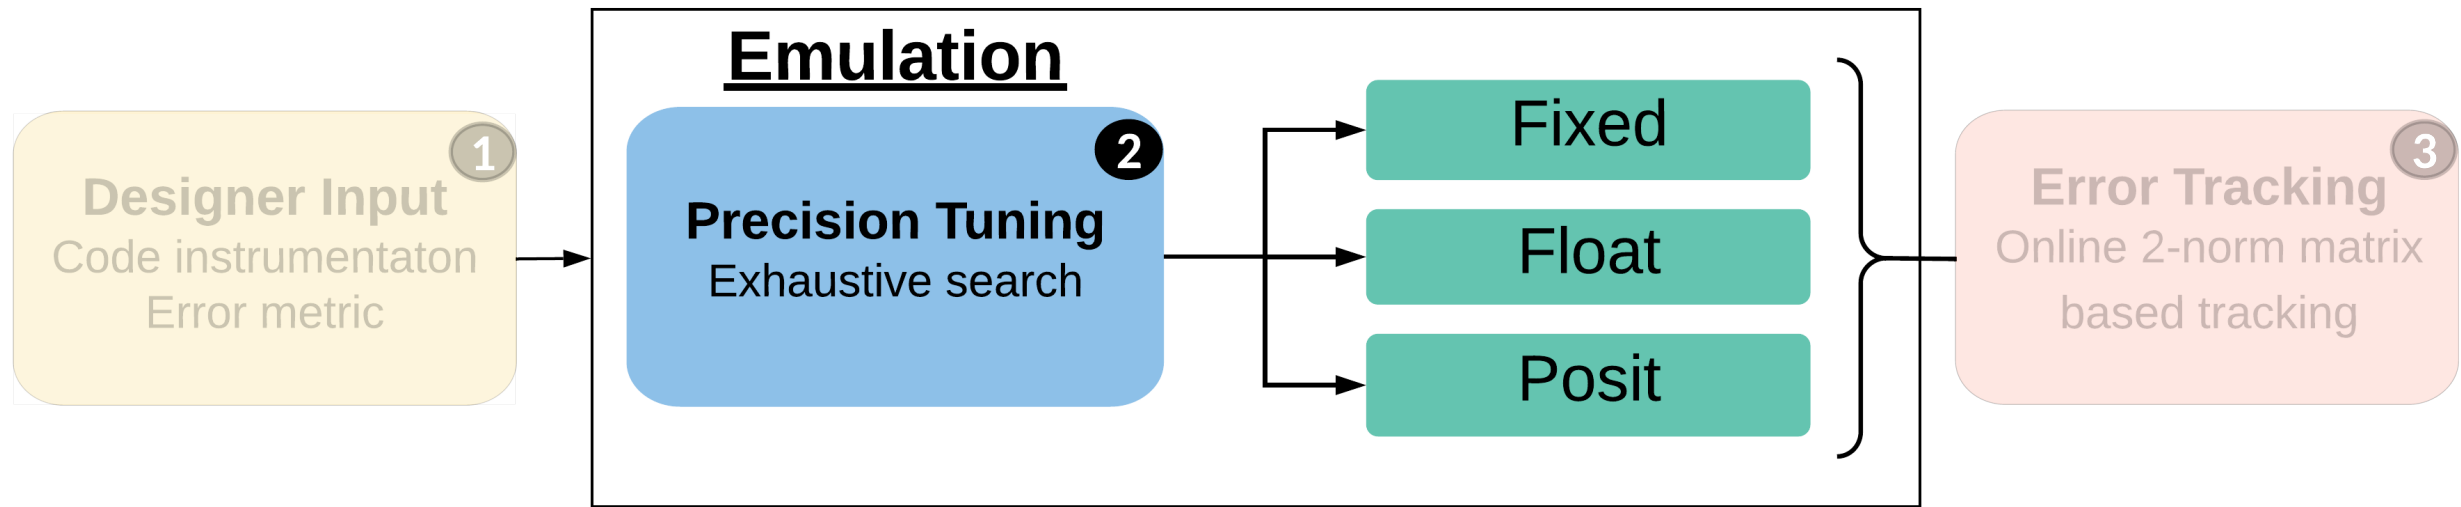 1
Designer Input
Code instrumentaton
Error metric
Emulation
2
Precision Tuning
Exhaustive search
Fixed
Float
Posit
3
Error Tracking
Online 2-norm matrix
based tracking